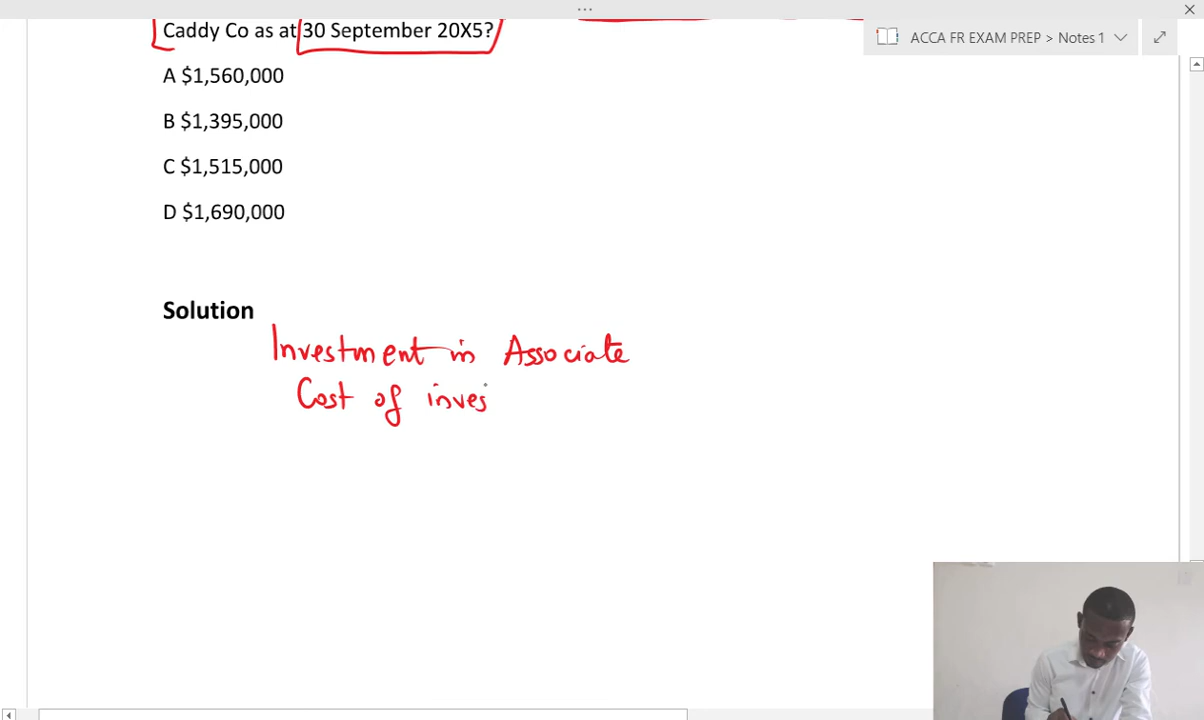 ACCA FR EXAM PREP > Notes 1
Caddy Co as at 30 September 20X5?
A $1,560,000
B $1,395,000
C $1,515,000
D $1,690,000
Solution
Investment in Associate
Cost of inves